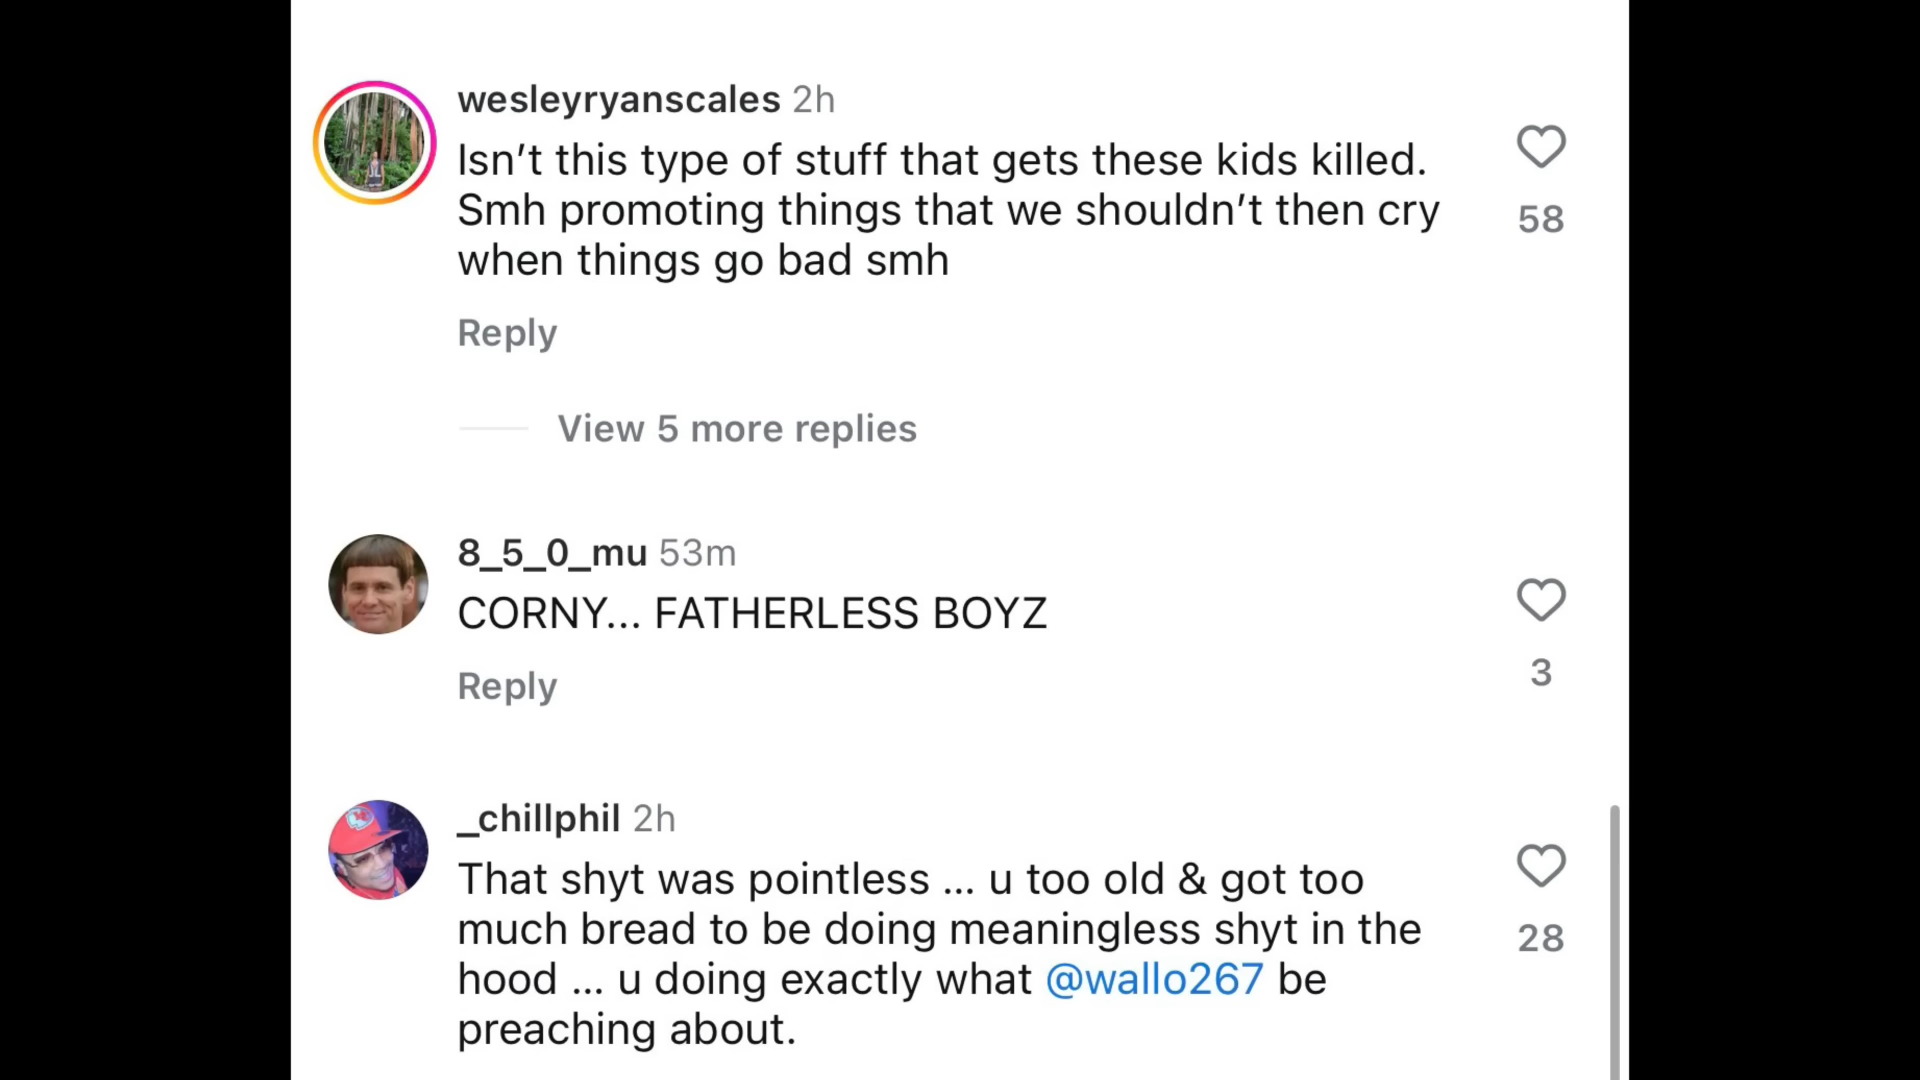 wesleyryanscales 2h
Isn’t this type of stuff that gets these kids killed.
Smh promoting things that we shouldn’t then cry
when things go bad smh
58
Reply
View 5 more replies
8_5_0_mu 53m
CORNY... FATHERLESS BOYZ
3
Reply
_chillphil 2h
That shyt was pointless ... u too old & got too
much bread to be doing meaningless shyt in the
hood ... u doing exactly what @wallo267 be
preaching about.
28